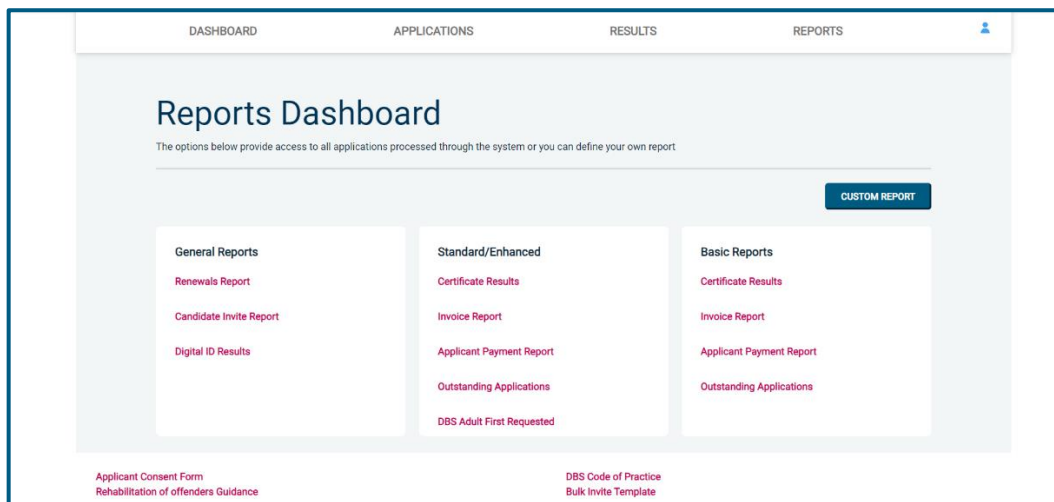 DASHBOARD APPLICATIONS RESULTS REPORTS
Reports Dashboard
The options below provide access to all applications processed through the system or you can define your own report
CUSTOM REPORT
General Reports
Renewals Report
Candidate Invite Report
Digital ID Results
Standard/Enhanced
Certificate Results
Invoice Report
Applicant Payment Report
Outstanding Applications
DBS Adult First Requested
Basic Reports
Certificate Results
Invoice Report
Applicant Payment Report
Outstanding Applications
Applicant Consent Form
Rehabilitation of offenders Guidance
DBS Code of Practice
Bulk Invite Template